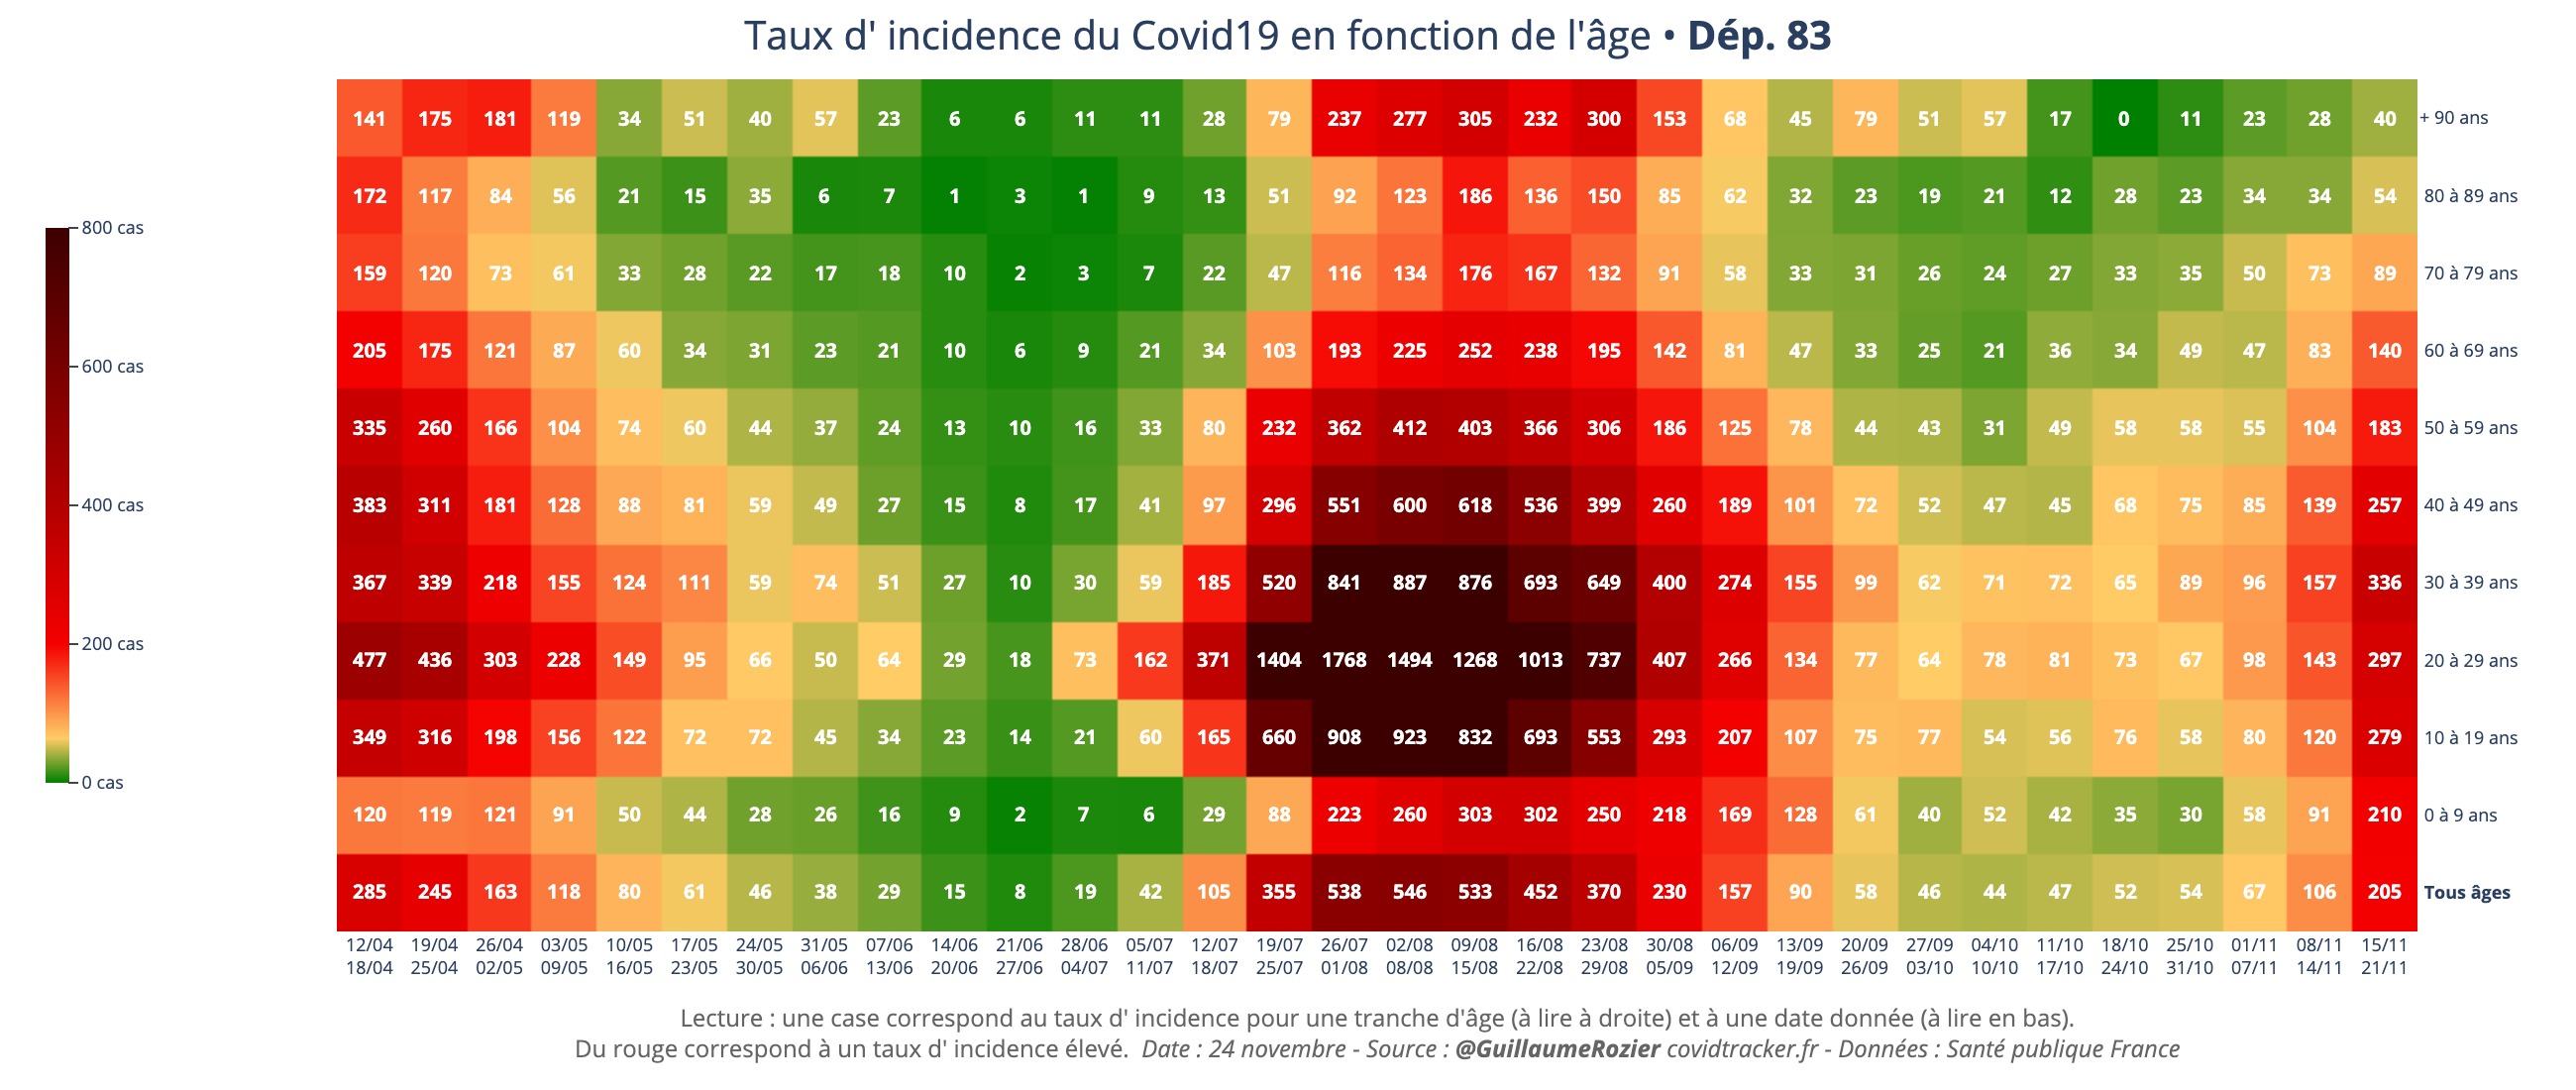 Taux d' incidence du Covid19 en fonction de l'âge • Dép. 83
800 cas
600 cas
400 cas
200 cas
0 cas
141 175 181 119 34 51 40 57 23 6 6 11 11 28 79 237 277 305 232 300 153 68 45 79 51 57 17 0 11 23 28 40 + 90 ans
172 117 84 56 21 15 35 6 7 1 3 1 9 13 51 92 123 186 136 150 85 62 32 23 19 21 12 28 23 34 34 54 80 à 89 ans
159 120 73 61 33 28 22 17 18 10 2 3 7 22 47 116 134 176 167 132 91 58 33 31 26 24 27 33 35 50 73 89 70 à 79 ans
205 175 121 87 60 34 31 23 21 10 6 9 21 34 103 193 225 252 238 195 142 81 47 33 25 21 36 34 49 47 83 140 60 à 69 ans
335 260 166 104 74 60 44 37 24 13 10 16 33 80 232 362 412 403 366 306 186 125 78 44 43 31 49 58 58 55 104 183 50 à 59 ans
383 311 181 128 88 81 59 49 27 15 8 17 41 97 296 551 600 618 536 399 260 189 101 72 52 47 45 68 75 85 139 257 40 à 49 ans
367 339 218 155 124 111 59 74 51 27 10 30 59 185 520 841 887 876 693 649 400 274 155 99 62 71 72 65 89 96 157 336 30 à 39 ans
477 436 303 228 149 95 66 50 64 29 18 73 162 371 1404 1768 1494 1268 1013 737 407 266 134 77 64 78 81 73 67 98 143 297 20 à 29 ans
349 316 198 156 122 72 72 45 34 23 14 21 60 165 660 908 923 832 693 553 293 207 107 75 77 54 56 76 58 80 120 279 10 à 19 ans
120 119 121 91 50 44 28 26 16 9 2 7 6 29 88 223 260 303 302 250 218 169 128 61 40 52 42 35 30 58 91 210 0 à 9 ans
285 245 163 118 80 61 46 38 29 15 8 19 42 105 355 538 546 533 452 370 230 157 90 58 46 44 47 52 54 67 106 205 Tous âges
12/04 19/04 26/04 03/05 10/05 17/05 24/05 31/05 07/06 14/06 21/06 28/06 05/07 12/07 19/07 26/07 02/08 09/08 16/08 23/08 30/08 06/09 13/09 20/09 27/09 04/10 11/10 18/10 25/10 01/11 08/11 15/11
18/04 25/04 02/05 09/05 16/05 23/05 30/05 06/06 13/06 20/06 27/06 04/07 11/07 18/07 25/07 01/08 08/08 15/08 22/08 29/08 05/09 12/09 19/09 26/09 03/10 10/10 17/10 24/10 31/10 07/11 14/11 21/11
Lecture : une case correspond au taux d' incidence pour une tranche d'âge (à lire à droite) et à une date donnée (à lire en bas).
Du rouge correspond à un taux d' incidence élevé. Date : 24 novembre - Source : @GuillaumeRozier covidtracker.fr - Données : Santé publique France